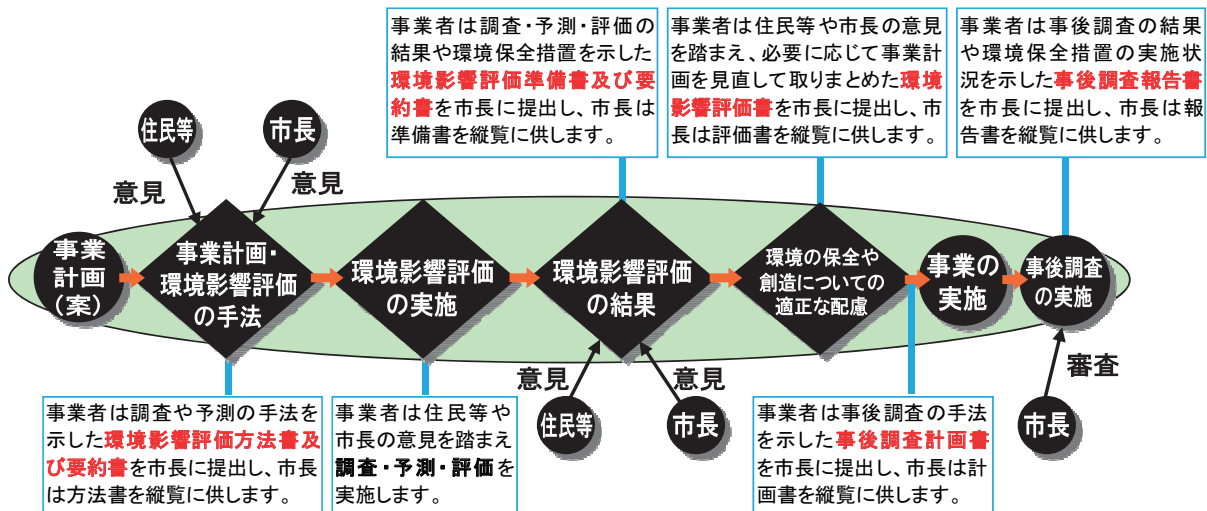 事業者は調査・予測・評価の
結果や環境保全措置を示した
環境影響評価準備書及び要
約書を市長に提出し、市長は
準備書を縦覧に供します。
事業者は住民等や市長の意見
を踏まえ、必要に応じて事業計
画を見直して取りまとめた環境
影響評価書を市長に提出し、市
長は評価書を縦覧に供します。
事業者は事後調査の結果
や環境保全措置の実施状
況を示した事後調査報告書
を市長に提出し、市長は報
告書を縦覧に供します。
住民等
市長
意見
意見
事業
計画
（案）
事業計画・
環境影響評価
の手法
環境影響評価
の実施
環境影響評価
の結果
環境の保全や
創造についての
適正な配慮
事業の
実施
事後調査
の実施
意見
意見
住民等
市長
審査
市長
事業者は調査や予測の手法を
示した環境影響評価方法書及
び要約書を市長に提出し、市長
は方法書を縦覧に供します。
事業者は住民等や
市長の意見を踏まえ
調査・予測・評価を
実施します。
事業者は事後調査の手法
を示した事後調査計画書
を市長に提出し、市長は計
画書を縦覧に供します。